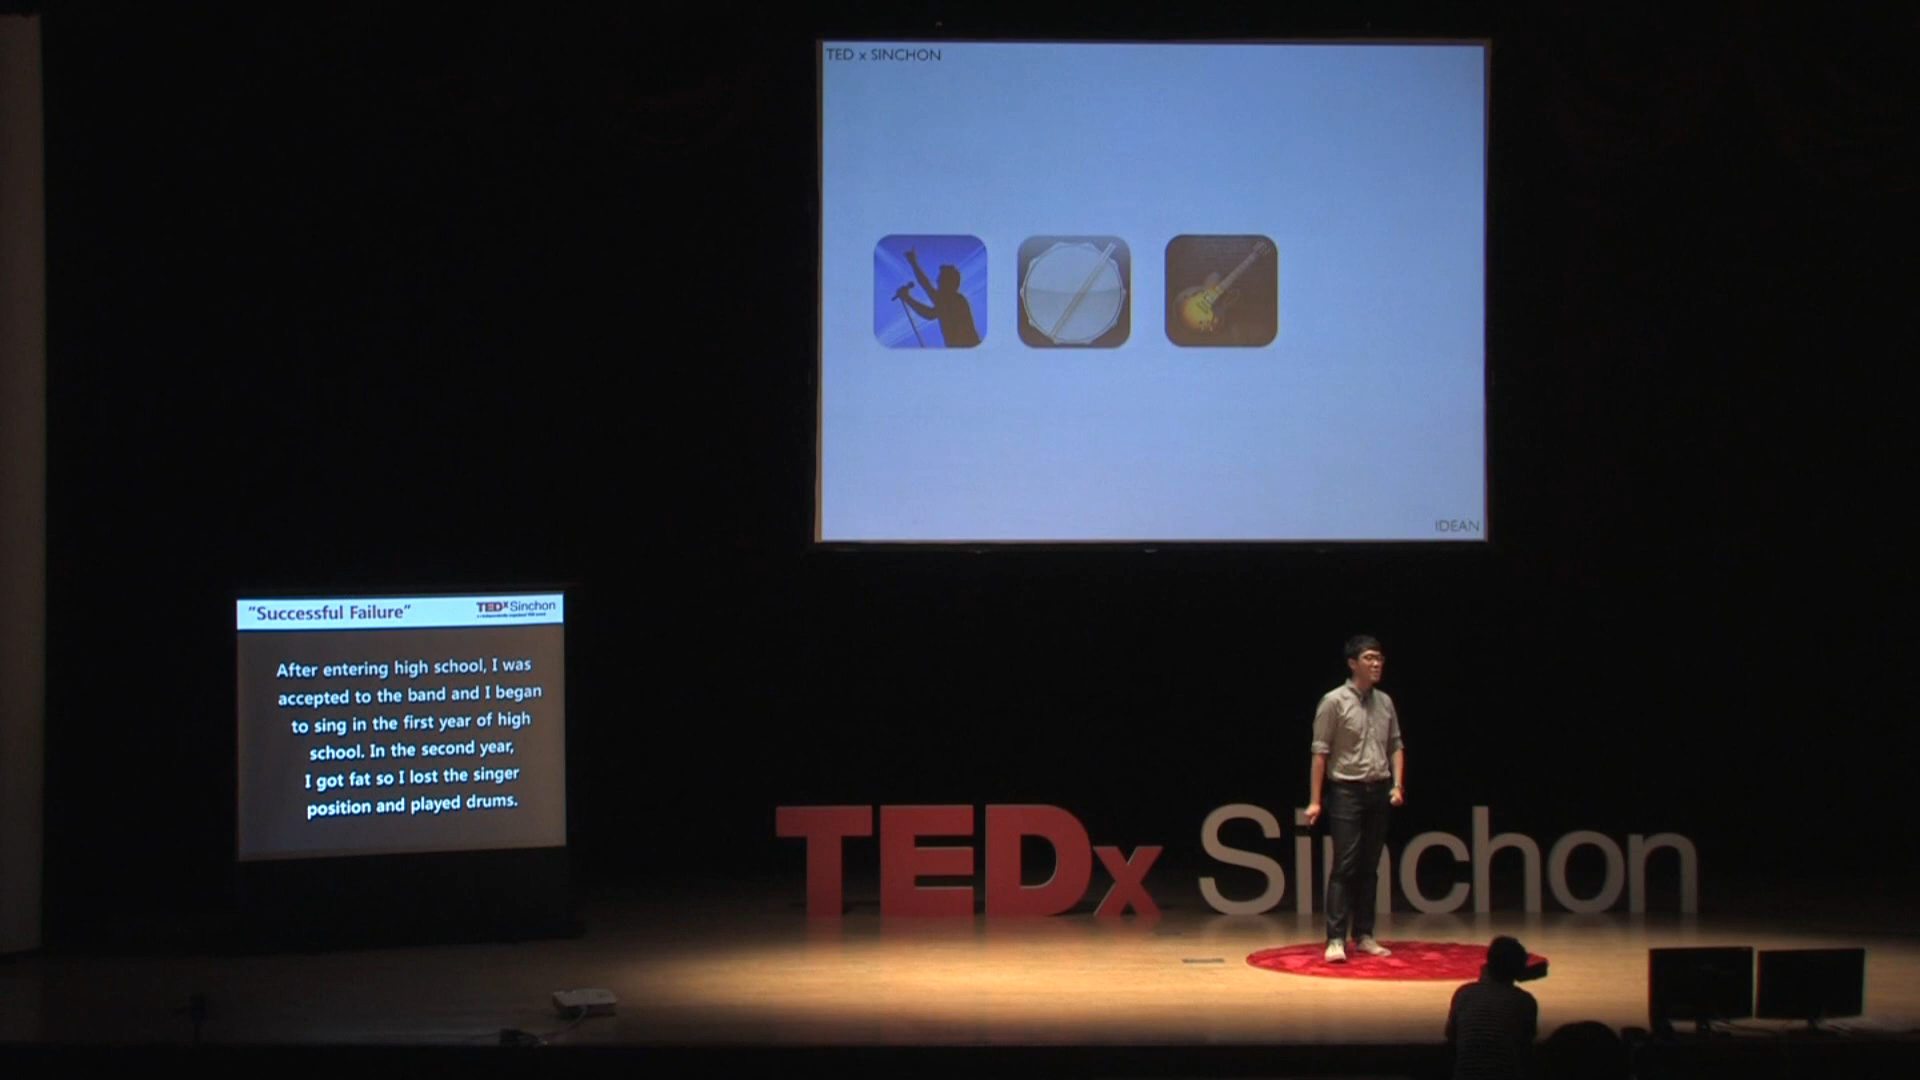 TED x SINCHON
IDEAN
"Successful Failure"
TEDx Sinchon
After entering high school, I was
accepted to the band and I began
to sing in the first year of high
school. In the second year,
I got fat so I lost the singer
position and played drums.
TEDx Sinchon